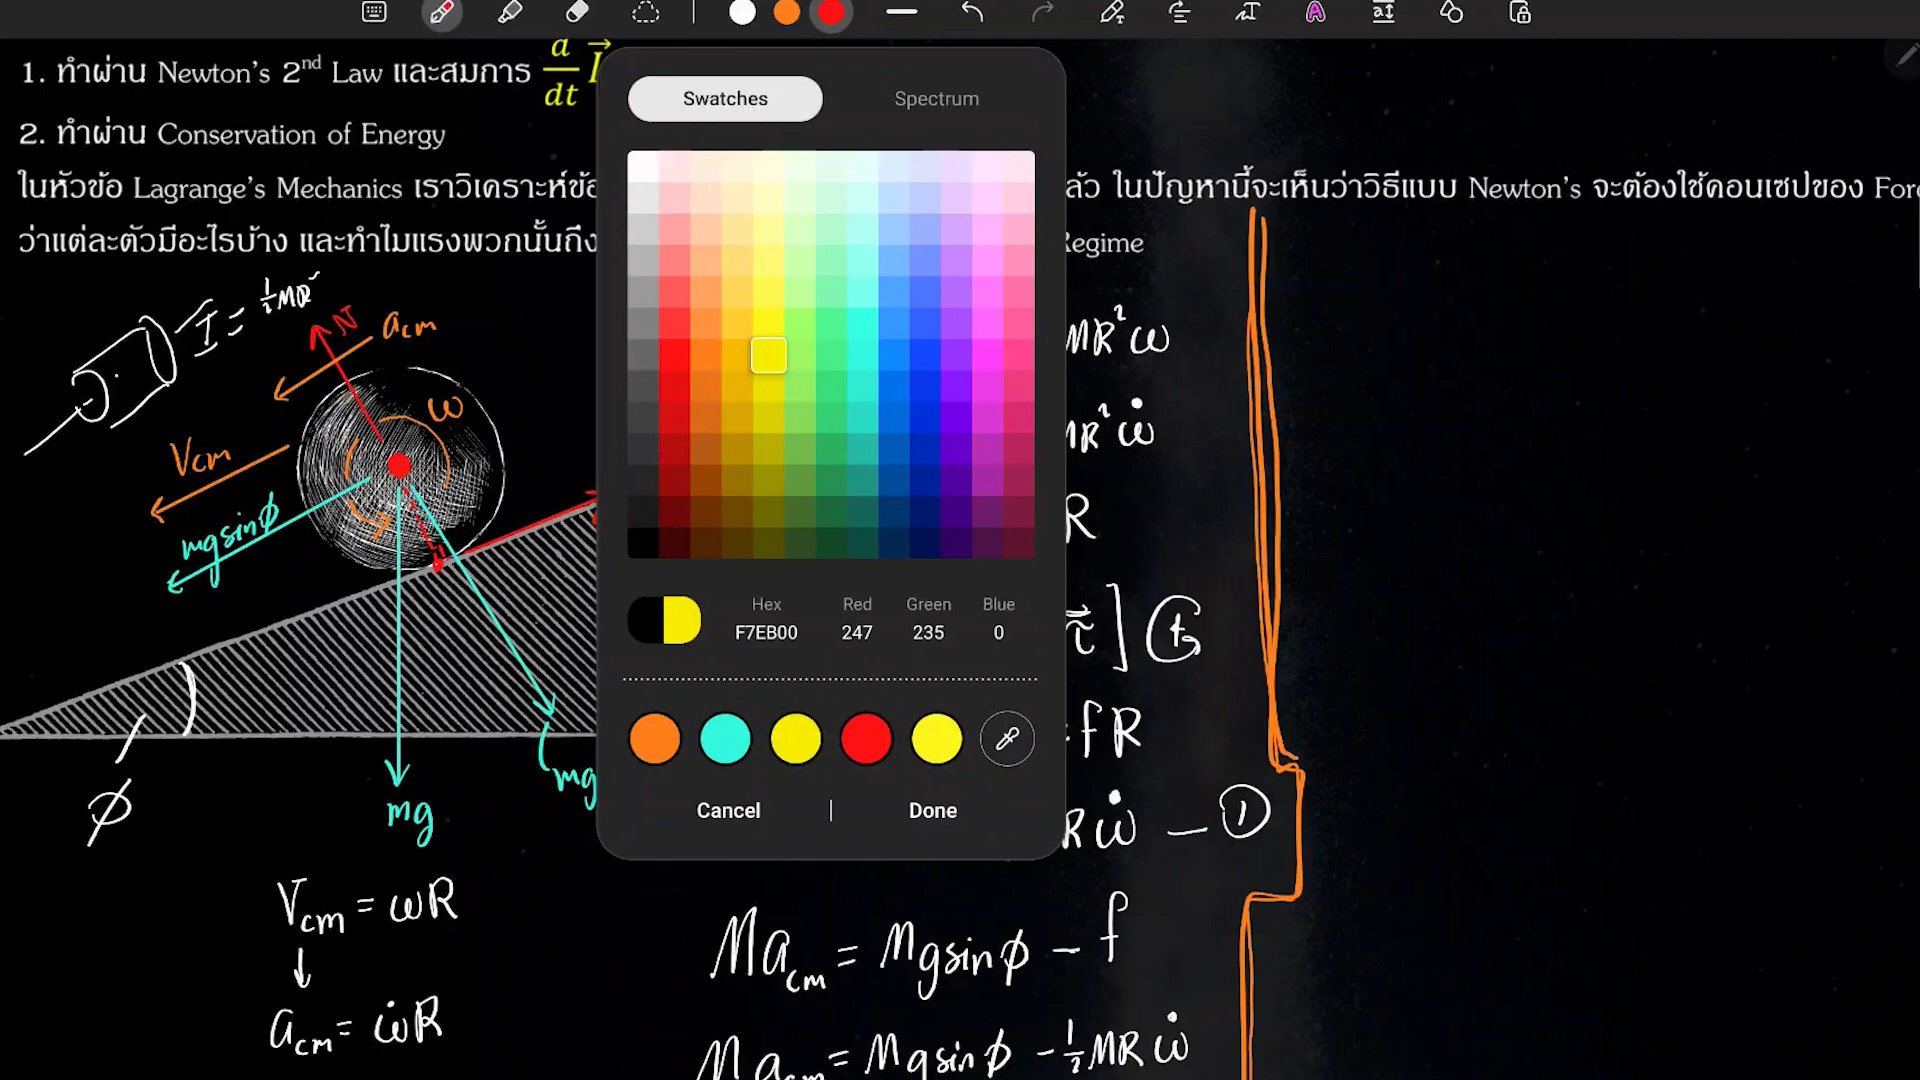 1. ทำผ่าน Newton's 2nd Law และสมการ d/dt I
2. ทำผ่าน Conservation of Energy
ในหัวข้อ Lagrange's Mechanics เราวิเคราะห์ข้อ
ล้ว ในปัญหานี้จะเห็นว่าวิธีแบบ Newton's จะต้องใช้คอนเซปของ
ว่าแต่ละตัวมีอะไรบ้าง และทำไมแรงพวกนั้นถึง
Regime
Swatches
Spectrum
Hex
Red
Green
Blue
F7EB00
247
235
0
Cancel
Done
I = ½MR²
N
acm
ω
Vcm
mgsinϕ
mg
mg
ϕ
Vcm = ωR
↓
acm = ω̇R
MR²ω
MR²ω̇
R
τ⃗ ]
fR
Rω̇ — ①
Macm = Mgsinϕ - f
Macm = Mgsinϕ - ½MRω̇